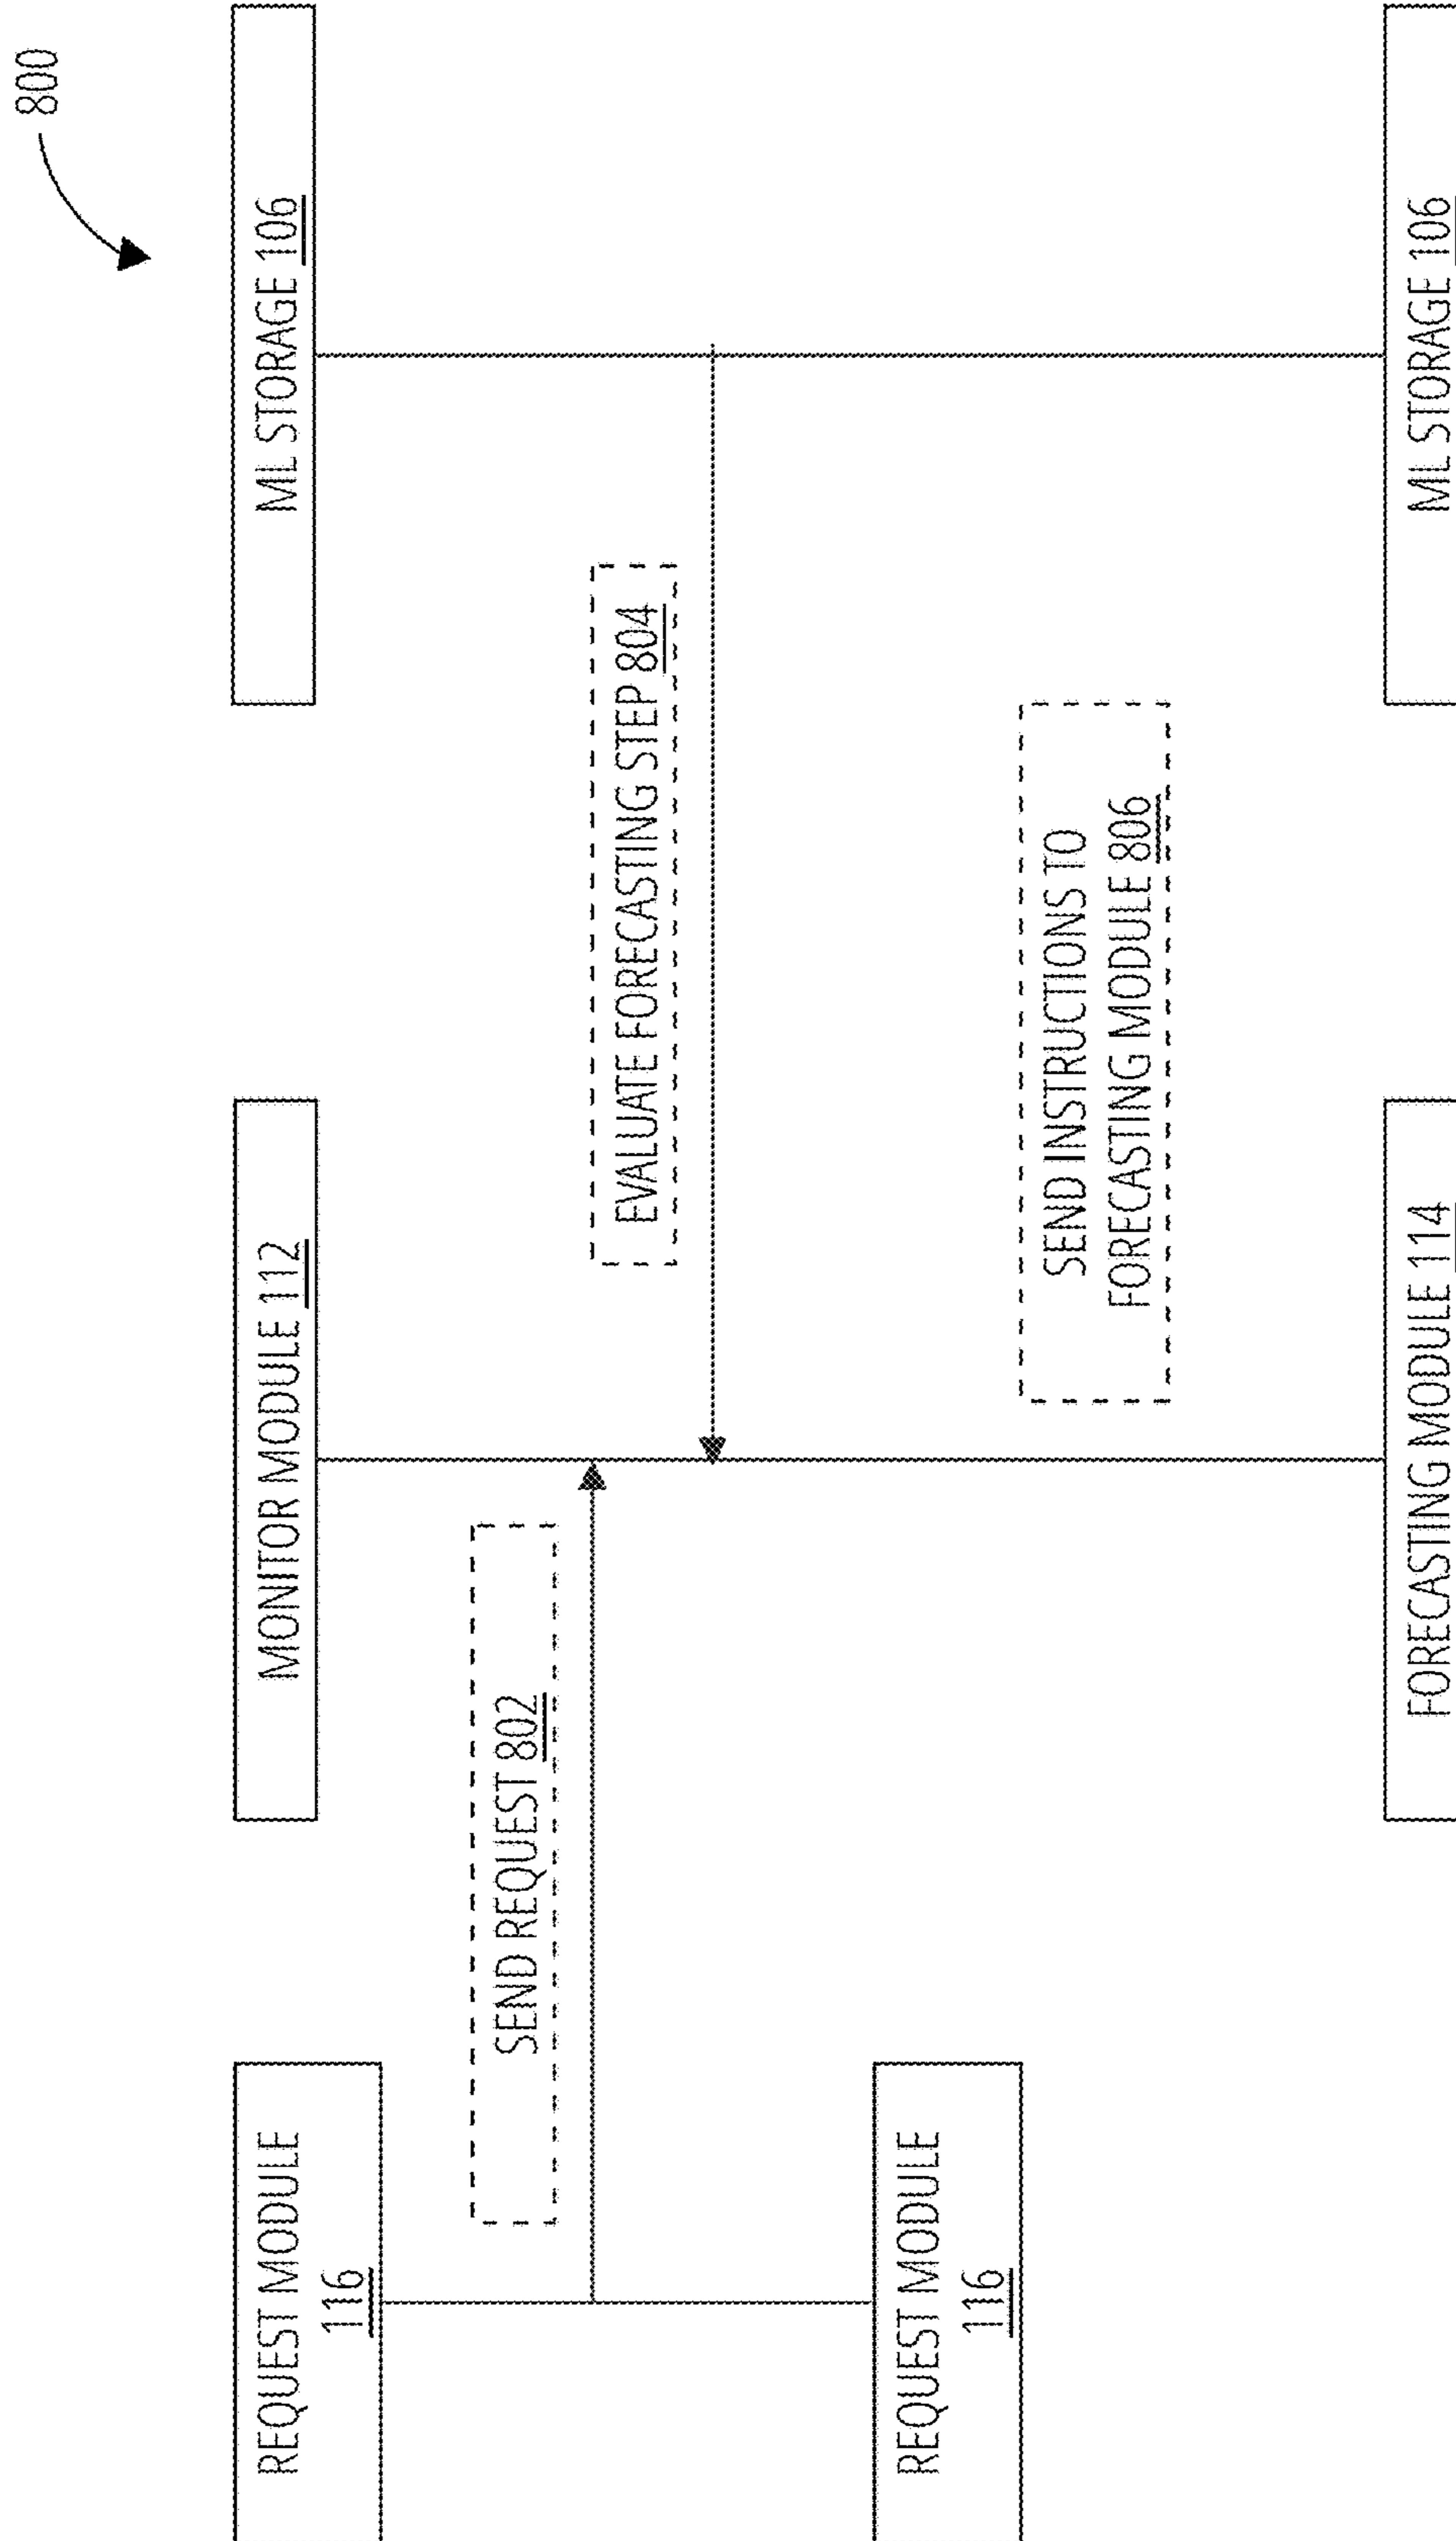 800
REQUEST MODULE
116
MONITOR MODULE 112
ML STORAGE 106
SEND REQUEST 802
EVALUATE FORECASTING STEP 804
REQUEST MODULE
116
SEND INSTRUCTIONS TO
FORECASTING MODULE 806
FORECASTING MODULE 114
ML STORAGE 106